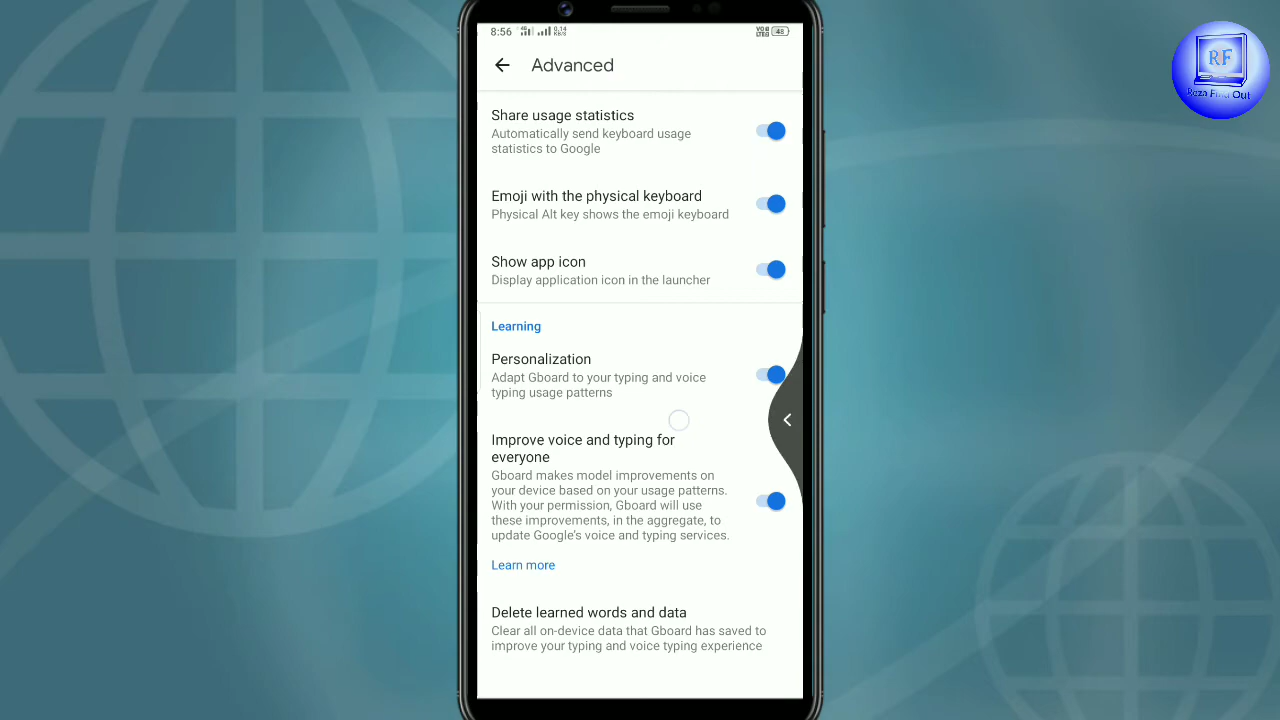 8:56
48
Advanced
Share usage statistics
Automatically send keyboard usage
statistics to Google
Emoji with the physical keyboard
Physical Alt key shows the emoji keyboard
Show app icon
Display application icon in the launcher
Learning
Personalization
Adapt Gboard to your typing and voice
typing usage patterns
Improve voice and typing for
everyone
Gboard makes model improvements on
your device based on your usage patterns.
With your permission, Gboard will use
these improvements, in the aggregate, to
update Google's voice and typing services.
Learn more
Delete learned words and data
Clear all on-device data that Gboard has saved to
improve your typing and voice typing experience
RF
Out